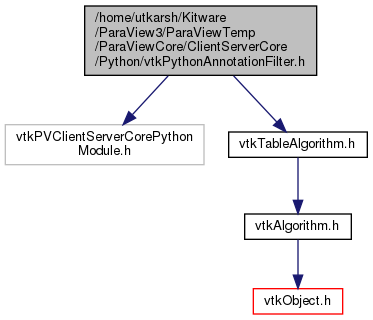 /home/utkarsh/Kitware
/ParaView3/ParaViewTemp
/ParaViewCore/ClientServerCore
/Python/vtkPythonAnnotationFilter.h
vtkPVClientServerCorePython
Module.h
vtkTableAlgorithm.h
vtkAlgorithm.h
vtkObject.h